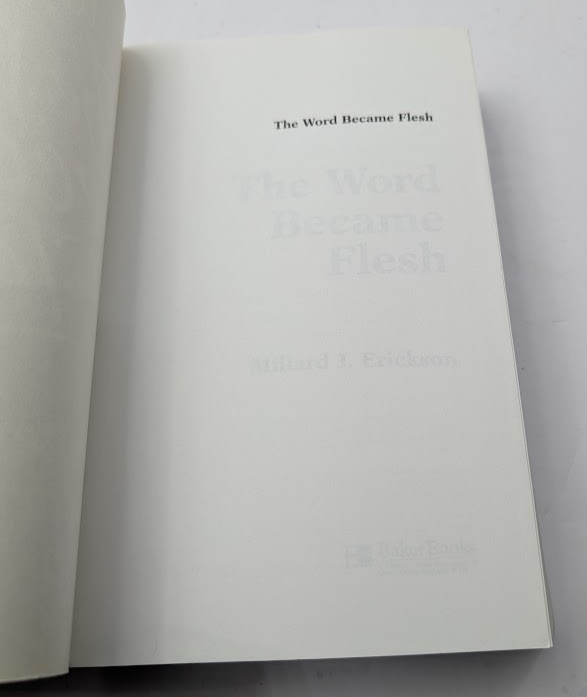 The Word Became Flesh
The Word
Became
Flesh
Millard J. Erickson
Baker Books